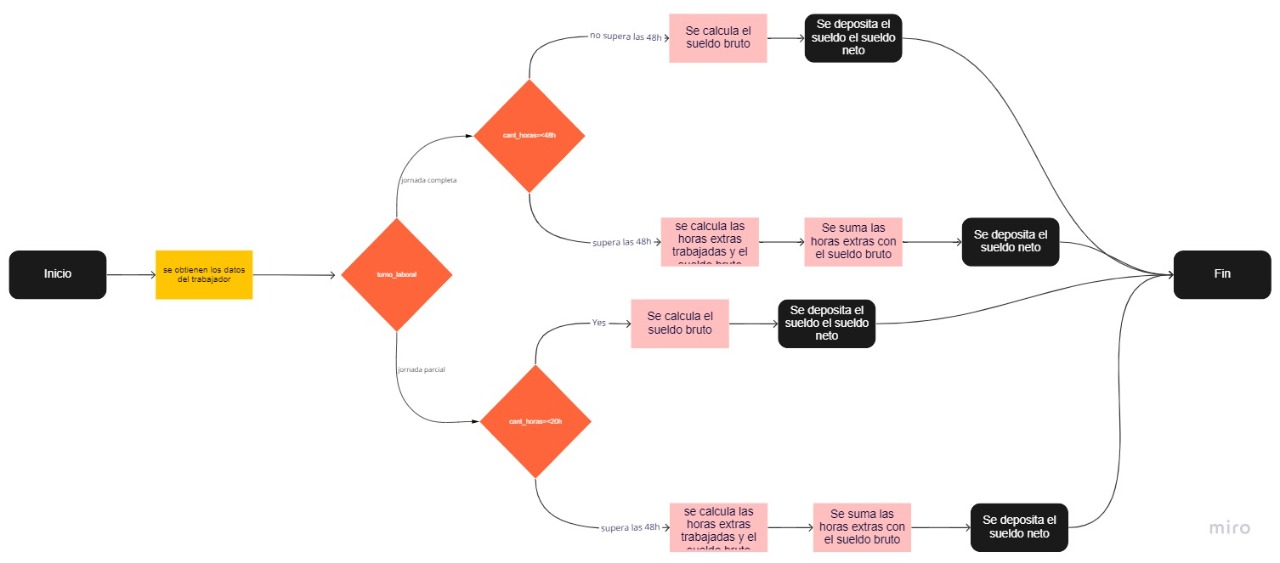 Inicio
se obtienen los datos
del trabajador
turno_laboral
jornada completa
cant_horas=<48h
no supera las 48h
Se calcula el
sueldo bruto
Se deposita el
sueldo el sueldo
neto
supera las 48h
se calcula las
horas extras
trabajadas y el
sueldo bruto
Se suma las
horas extras con
el sueldo bruto
Se deposita el
sueldo neto
jornada parcial
cant_horas=<20h
Yes
Se calcula el
sueldo bruto
Se deposita el
sueldo el sueldo
neto
supera las 48h
se calcula las
horas extras
trabajadas y el
sueldo bruto
Se suma las
horas extras con
el sueldo bruto
Se deposita el
sueldo neto
Fin
miro